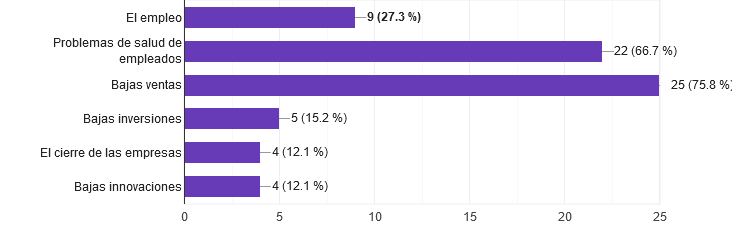 El empleo
9 (27.3 %)
Problemas de salud de
empleados
22 (66.7 %)
Bajas ventas
25 (75.8 %)
Bajas inversiones
5 (15.2 %)
El cierre de las empresas
4 (12.1 %)
Bajas innovaciones
4 (12.1 %)
0 5 10 15 20 25